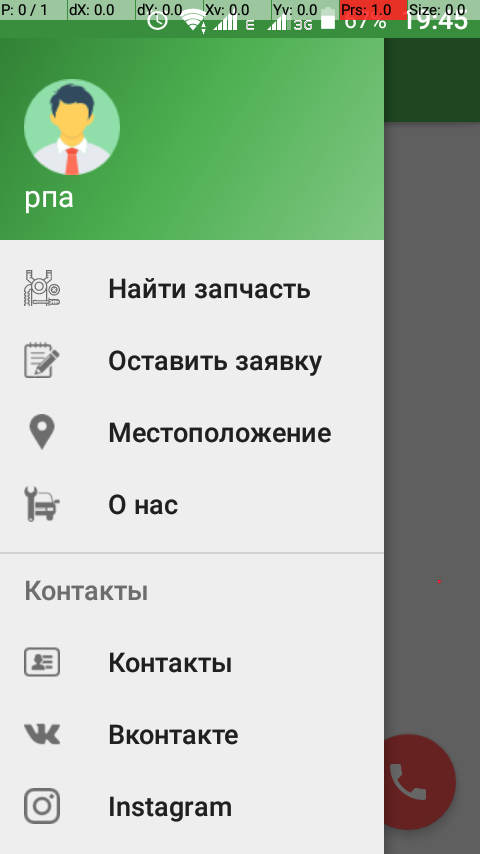 P: 0 / 1 dX: 0.0 dY: 0.0 Xv: 0.0 Yv: 0.0 Prs: 1.0 Size: 0.0
E 3G 67% 19:45
рпа
Найти запчасть
Оставить заявку
Местоположение
О нас
Контакты
Контакты
Вконтакте
Instagram